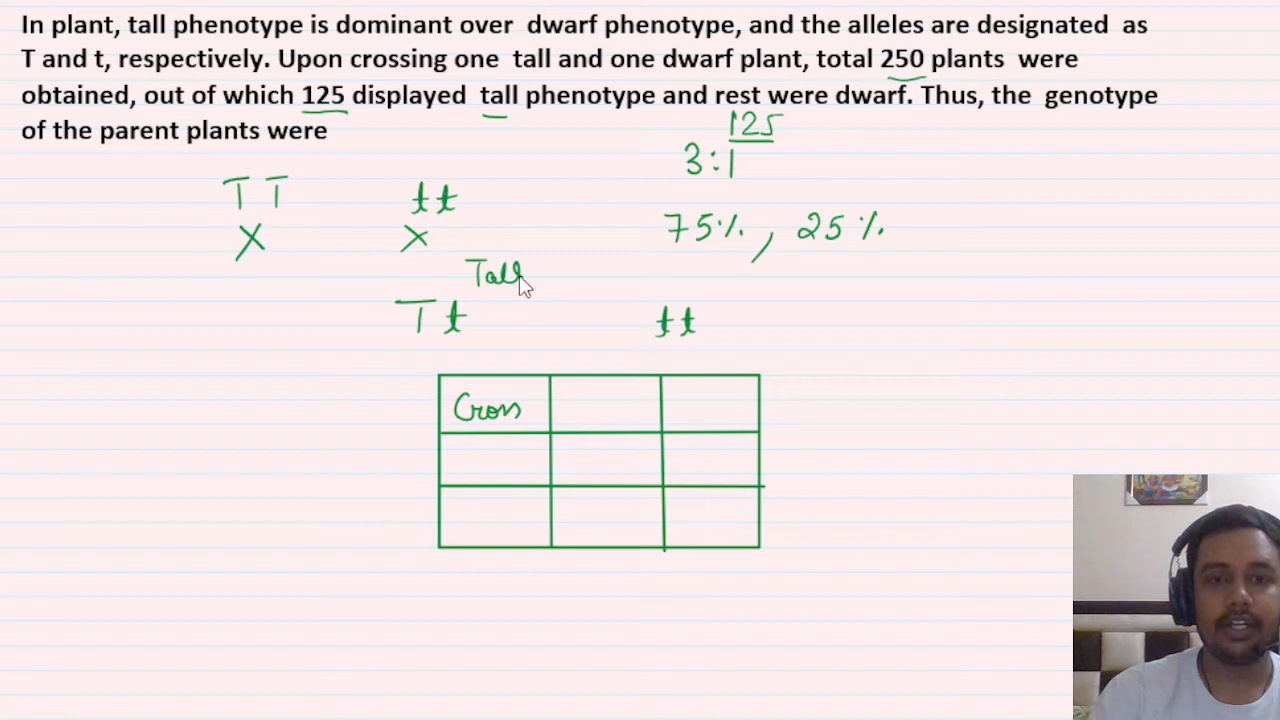 In plant, tall phenotype is dominant over dwarf phenotype, and the alleles are designated as
T and t, respectively. Upon crossing one tall and one dwarf plant, total 250 plants were
obtained, out of which 125 displayed tall phenotype and rest were dwarf. Thus, the genotype
of the parent plants were
125
3:1
TT tt
X X
75%, 25%
Tall
Tt tt
Cross